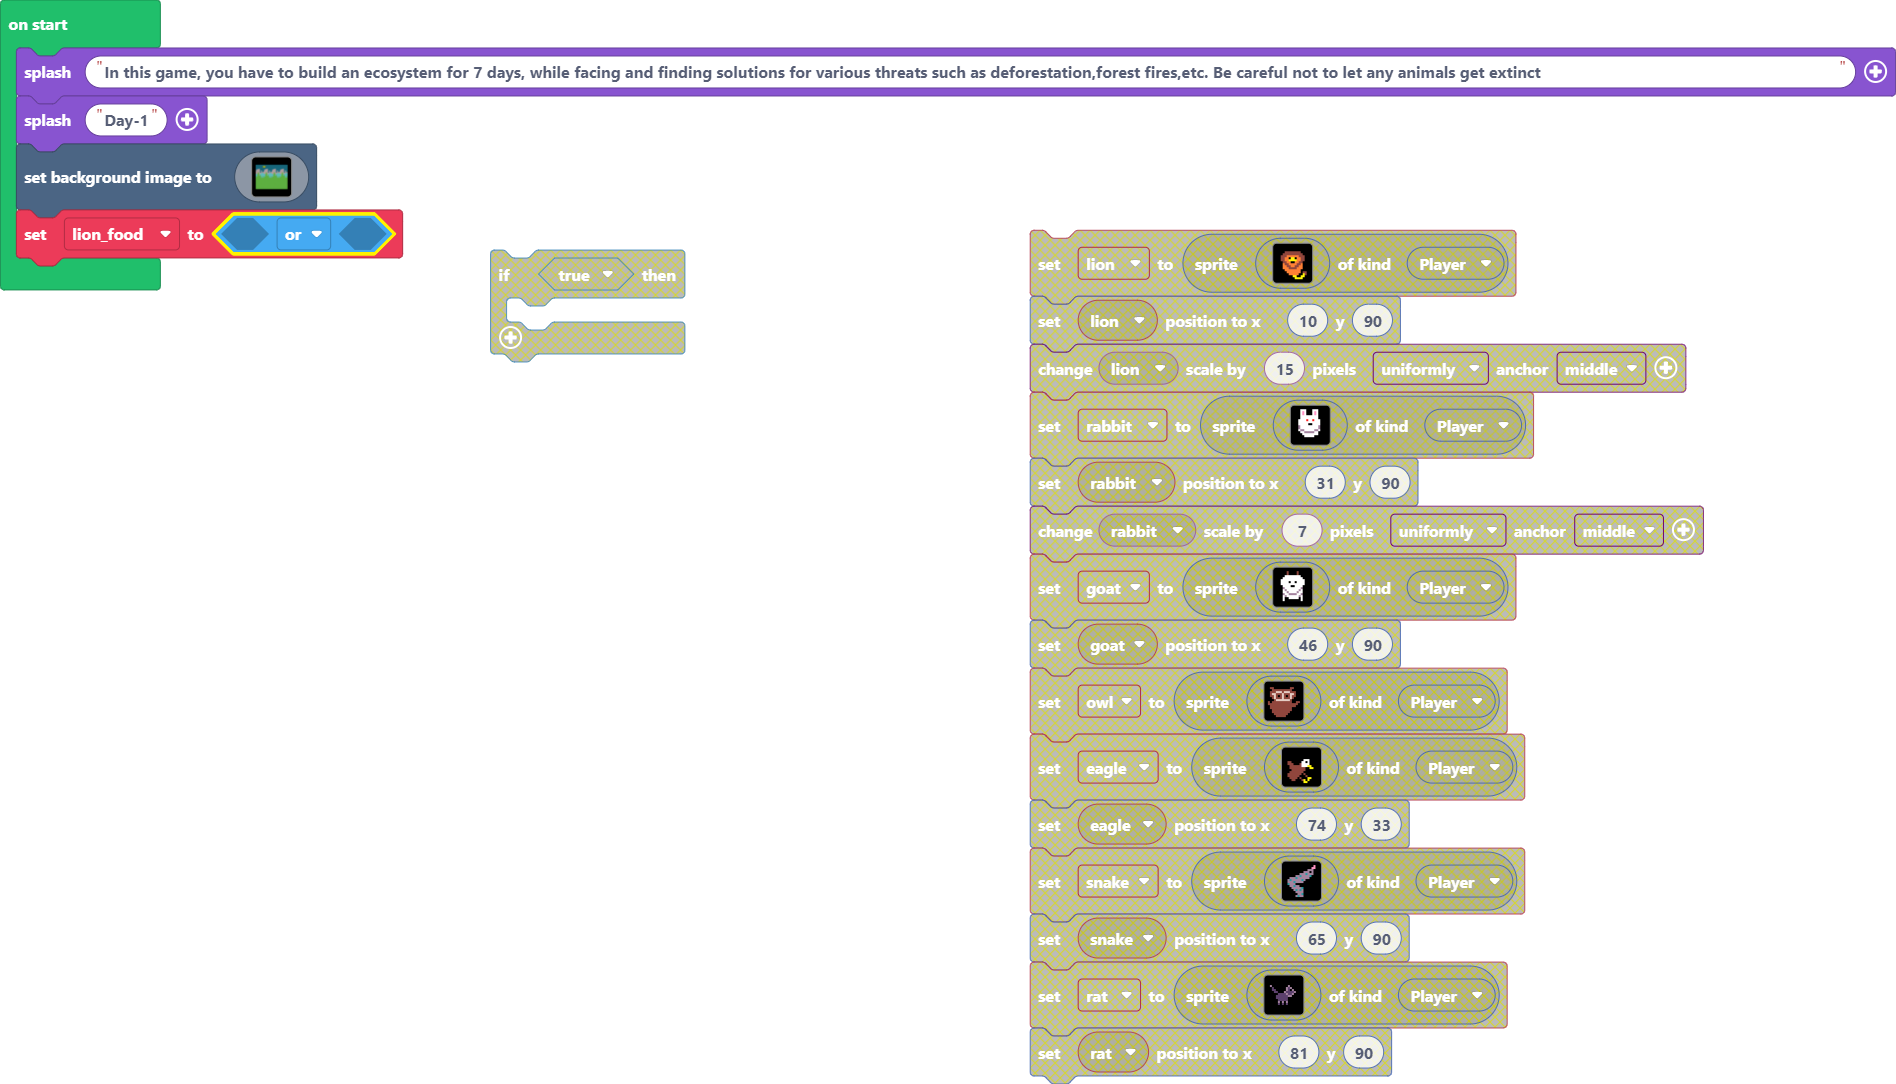 on start
splash "In this game, you have to build an ecosystem for 7 days, while facing and finding solutions for various threats such as deforestation,forest fires,etc. Be careful not to let any animals get extinct"
splash "Day-1"
set background image to
set lion_food to or
if true then
set lion to sprite of kind Player
set lion position to x 10 y 90
change lion scale by 15 pixels uniformly anchor middle
set rabbit to sprite of kind Player
set rabbit position to x 31 y 90
change rabbit scale by 7 pixels uniformly anchor middle
set goat to sprite of kind Player
set goat position to x 46 y 90
set owl to sprite of kind Player
set eagle to sprite of kind Player
set eagle position to x 74 y 33
set snake to sprite of kind Player
set snake position to x 65 y 90
set rat to sprite of kind Player
set rat position to x 81 y 90